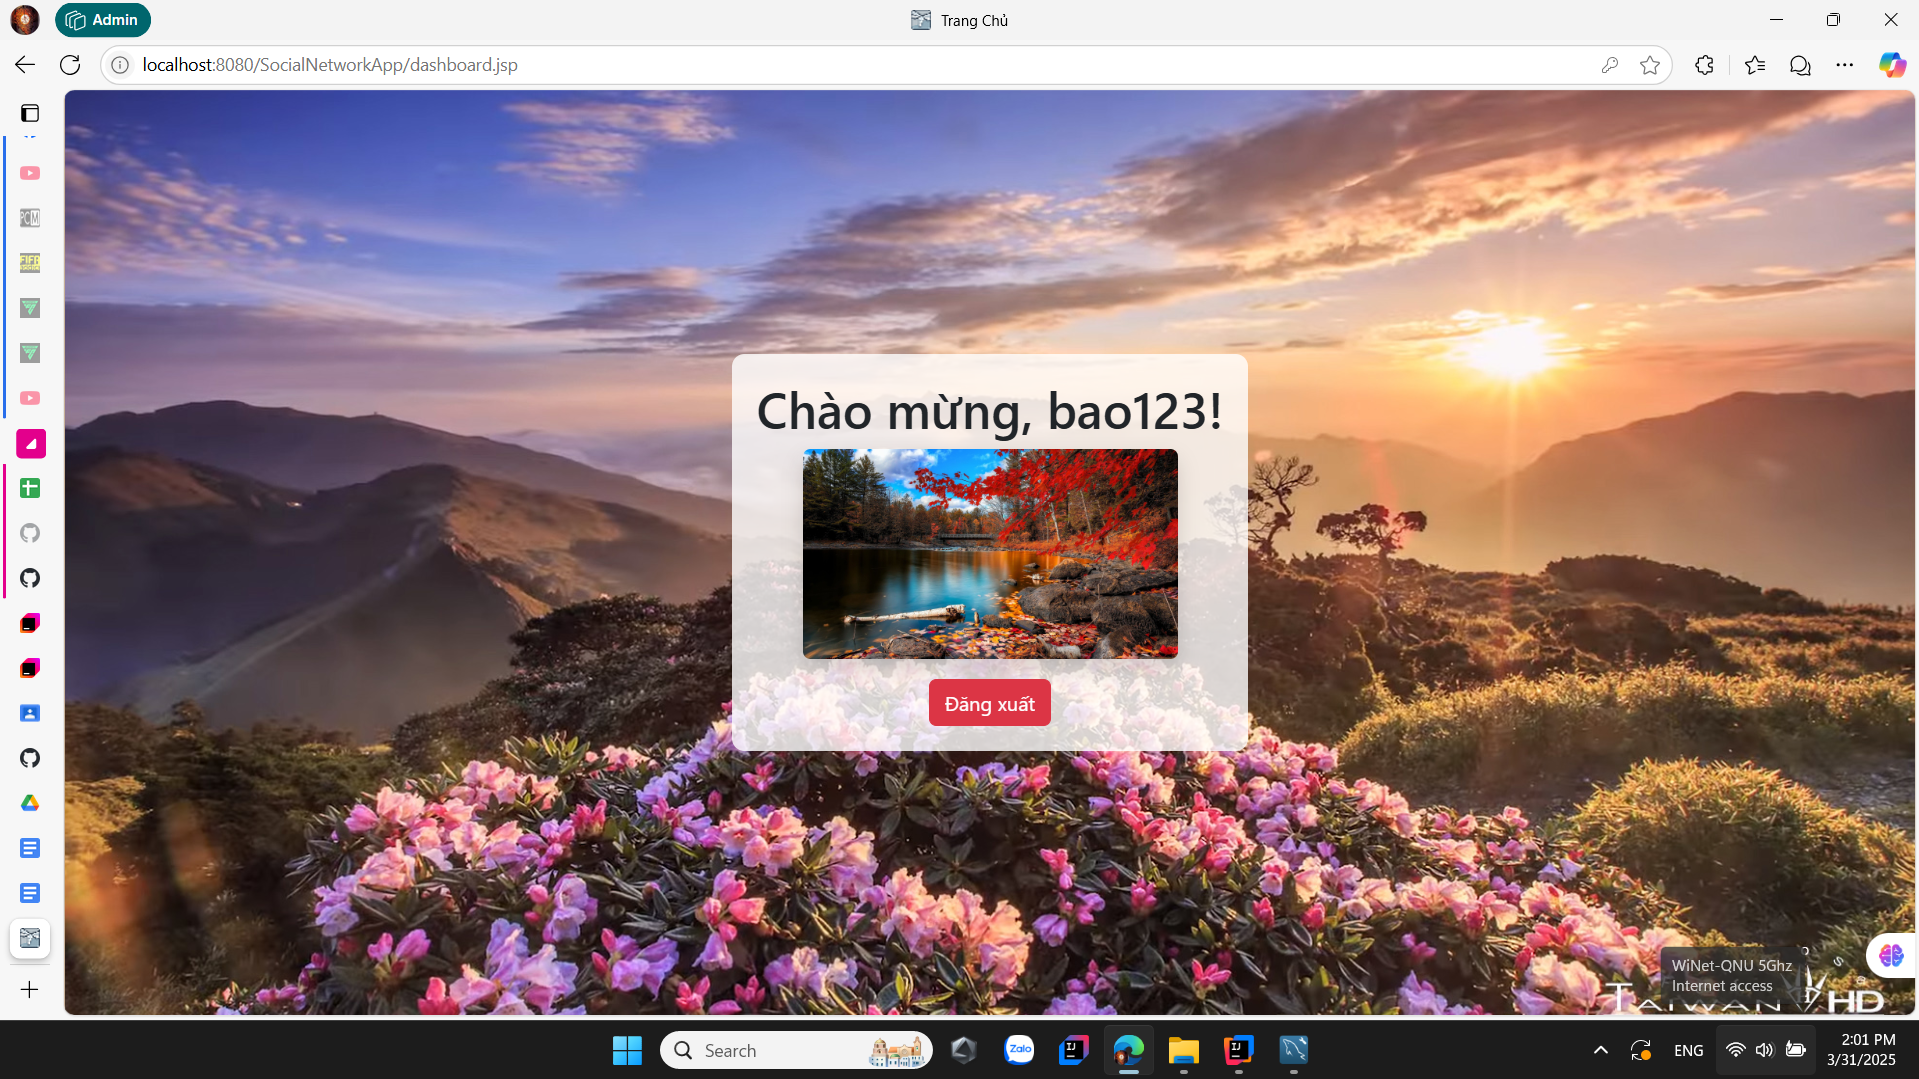 Admin
Trang Chủ
localhost:8080/SocialNetworkApp/dashboard.jsp
Chào mừng, bao123!
Đăng xuất
WiNet-QNU 5Ghz
Internet access
TAIWAN
HD
Search
Zalo
ENG
2:01 PM
3/31/2025